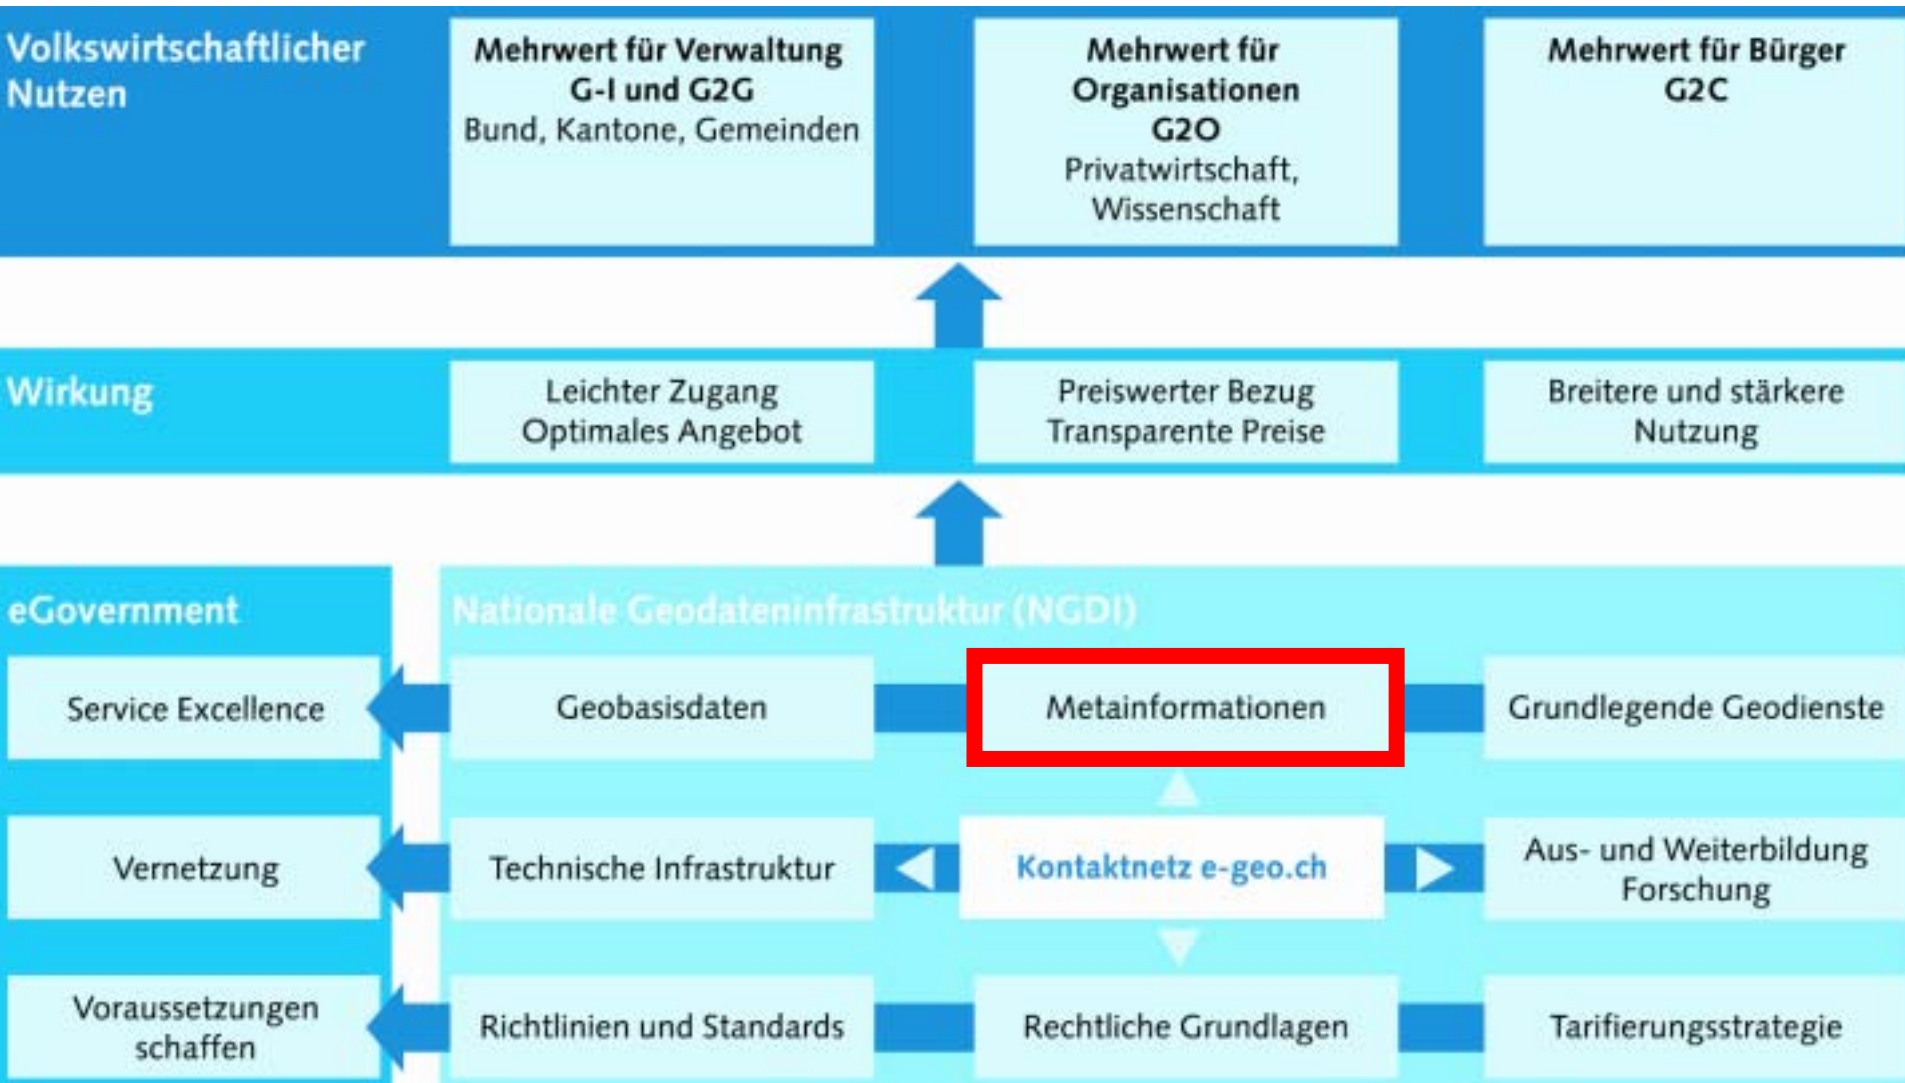 Volkswirtschaftlicher
Nutzen
Mehrwert für Verwaltung
G-I und G2G
Bund, Kantone, Gemeinden
Mehrwert für
Organisationen
G2O
Privatwirtschaft,
Wissenschaft
Mehrwert für Bürger
G2C
Wirkung
Leichter Zugang
Optimales Angebot
Preiswerter Bezug
Transparente Preise
Breitere und stärkere
Nutzung
eGovernment
Nationale Geodateninfrastruktur (NGDI)
Service Excellence
Geobasisdaten
Metainformationen
Grundlegende Geodienste
Vernetzung
Technische Infrastruktur
Kontaktnetz e-geo.ch
Aus- und Weiterbildung
Forschung
Voraussetzungen
schaffen
Richtlinien und Standards
Rechtliche Grundlagen
Tarifierungsstrategie